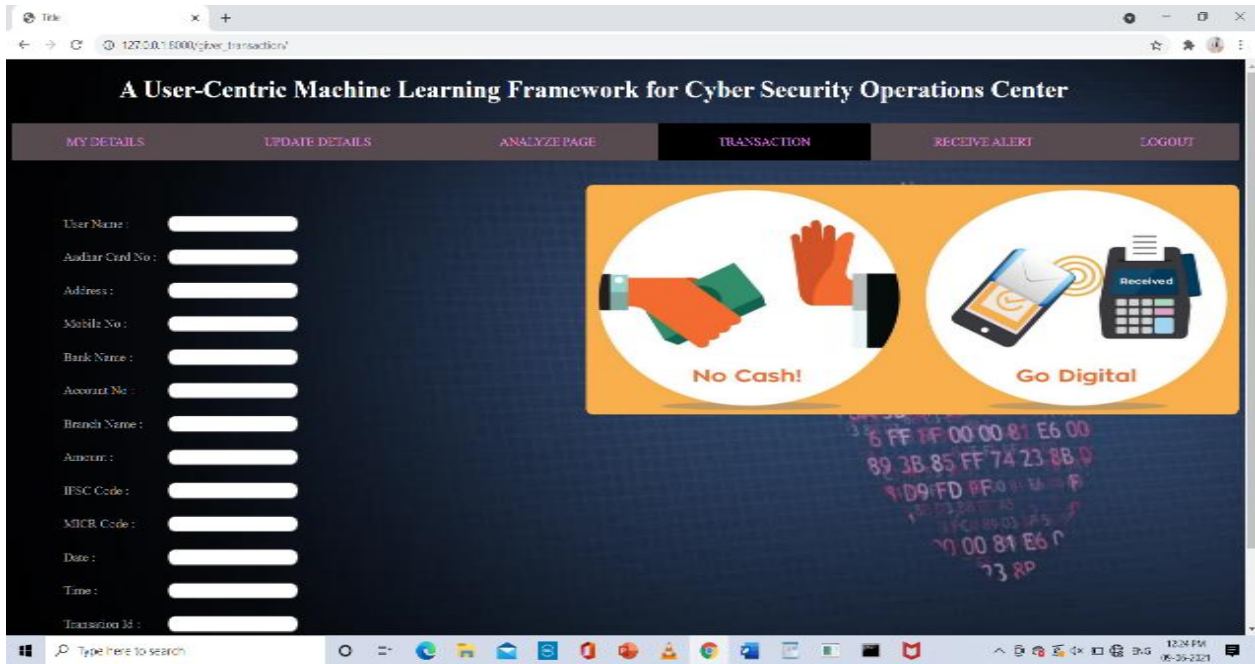 Title
127.0.0.1:8000/giver_transaction/
A User-Centric Machine Learning Framework for Cyber Security Operations Center
MY DETAILS UPDATE DETAILS ANALYZE PAGE TRANSACTION RECEIVE ALERT LOGOUT
User Name :
Aadhar Card No :
Address :
Mobile No :
Bank Name :
Account No :
Branch Name :
Amount :
IFSC Code :
MICR Code :
Date :
Time :
Transation Id :
Received
No Cash!
Go Digital
6 FF FF 00 00 81 E6 00
89 3B 85 FF 74 23 8B
D9 FD FF
00 81 E6
Type here to search
ENG
12:24 PM